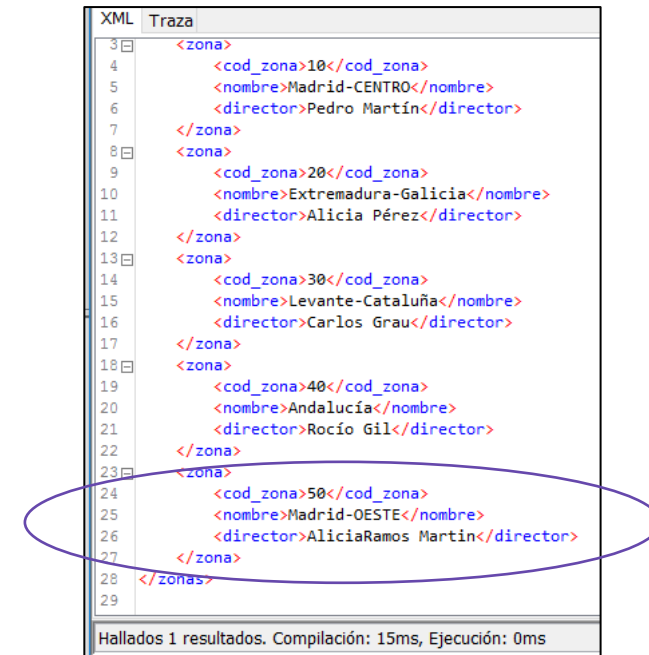 XML Traza
3 <zona>
4 <cod_zona>10</cod_zona>
5 <nombre>Madrid-CENTRO</nombre>
6 <director>Pedro Martín</director>
7 </zona>
8 <zona>
9 <cod_zona>20</cod_zona>
10 <nombre>Extremadura-Galicia</nombre>
11 <director>Alicia Pérez</director>
12 </zona>
13 <zona>
14 <cod_zona>30</cod_zona>
15 <nombre>Levante-Cataluña</nombre>
16 <director>Carlos Grau</director>
17 </zona>
18 <zona>
19 <cod_zona>40</cod_zona>
20 <nombre>Andalucía</nombre>
21 <director>Rocío Gil</director>
22 </zona>
23 <zona>
24 <cod_zona>50</cod_zona>
25 <nombre>Madrid-OESTE</nombre>
26 <director>AliciaRamos Martin</director>
27 </zona>
28 </zonas>
29
Hallados 1 resultados. Compilación: 15ms, Ejecución: 0ms